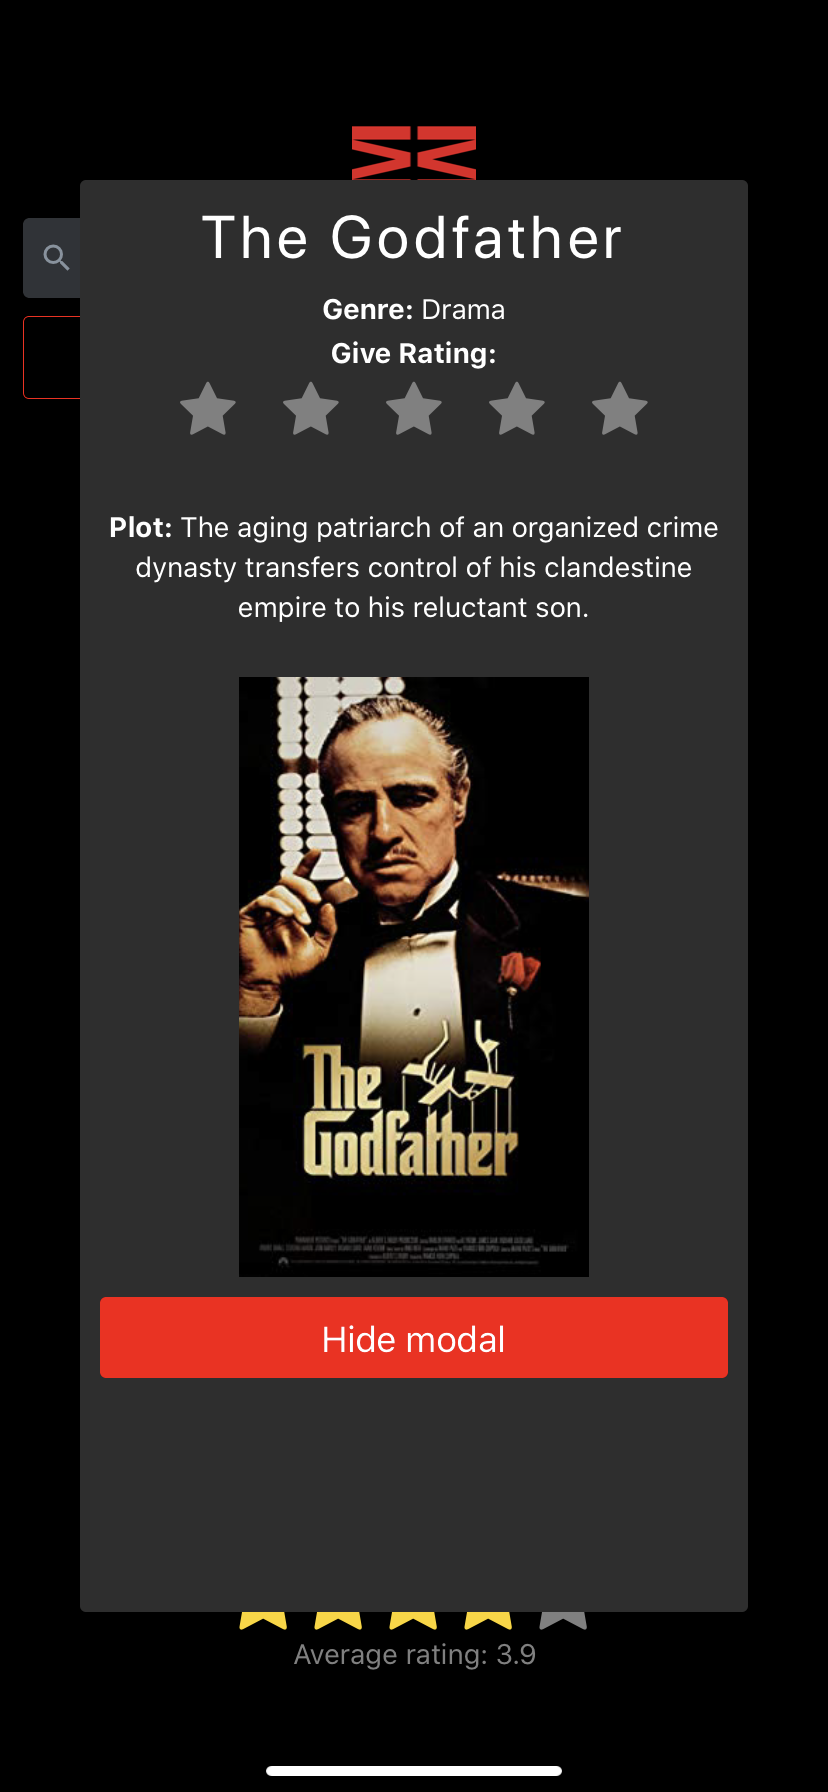 The Godfather
Genre: Drama
Give Rating:
Plot: The aging patriarch of an organized crime
dynasty transfers control of his clandestine
empire to his reluctant son.
The
Godfather
Hide modal
Average rating: 3.9